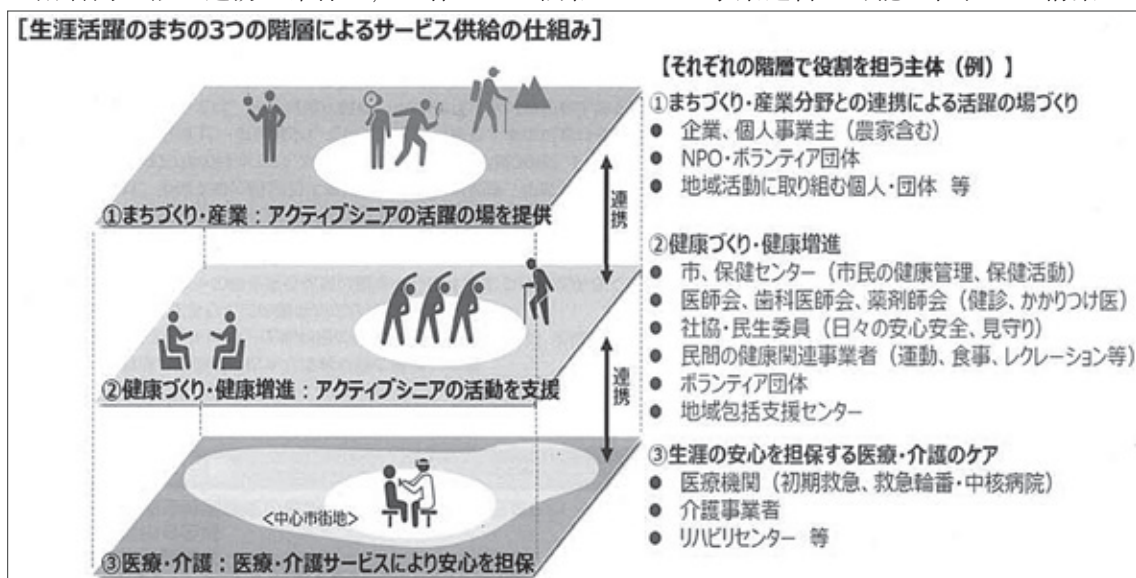 [生涯活躍のまちの3つの階層によるサービス供給の仕組み]
①まちづくり・産業：アクティブシニアの活躍の場を提供
連携
②健康づくり・健康増進：アクティブシニアの活動を支援
連携
<中心市街地>
③医療・介護：医療・介護サービスにより安心を担保
【それぞれの階層で役割を担う主体（例）】
①まちづくり・産業分野との連携による活躍の場づくり
● 企業、個人事業主（農家含む）
● NPO・ボランティア団体
● 地域活動に取り組む個人・団体 等
②健康づくり・健康増進
● 市、保健センター（市民の健康管理、保健活動）
● 医師会、歯科医師会、薬剤師会（健診、かかりつけ医）
● 社協・民生委員（日々の安心安全、見守り）
● 民間の健康関連事業者（運動、食事、レクレーション等）
● ボランティア団体
● 地域包括支援センター
③生涯の安心を担保する医療・介護のケア
● 医療機関（初期救急、救急輪番・中核病院）
● 介護事業者
● リハビリセンター 等